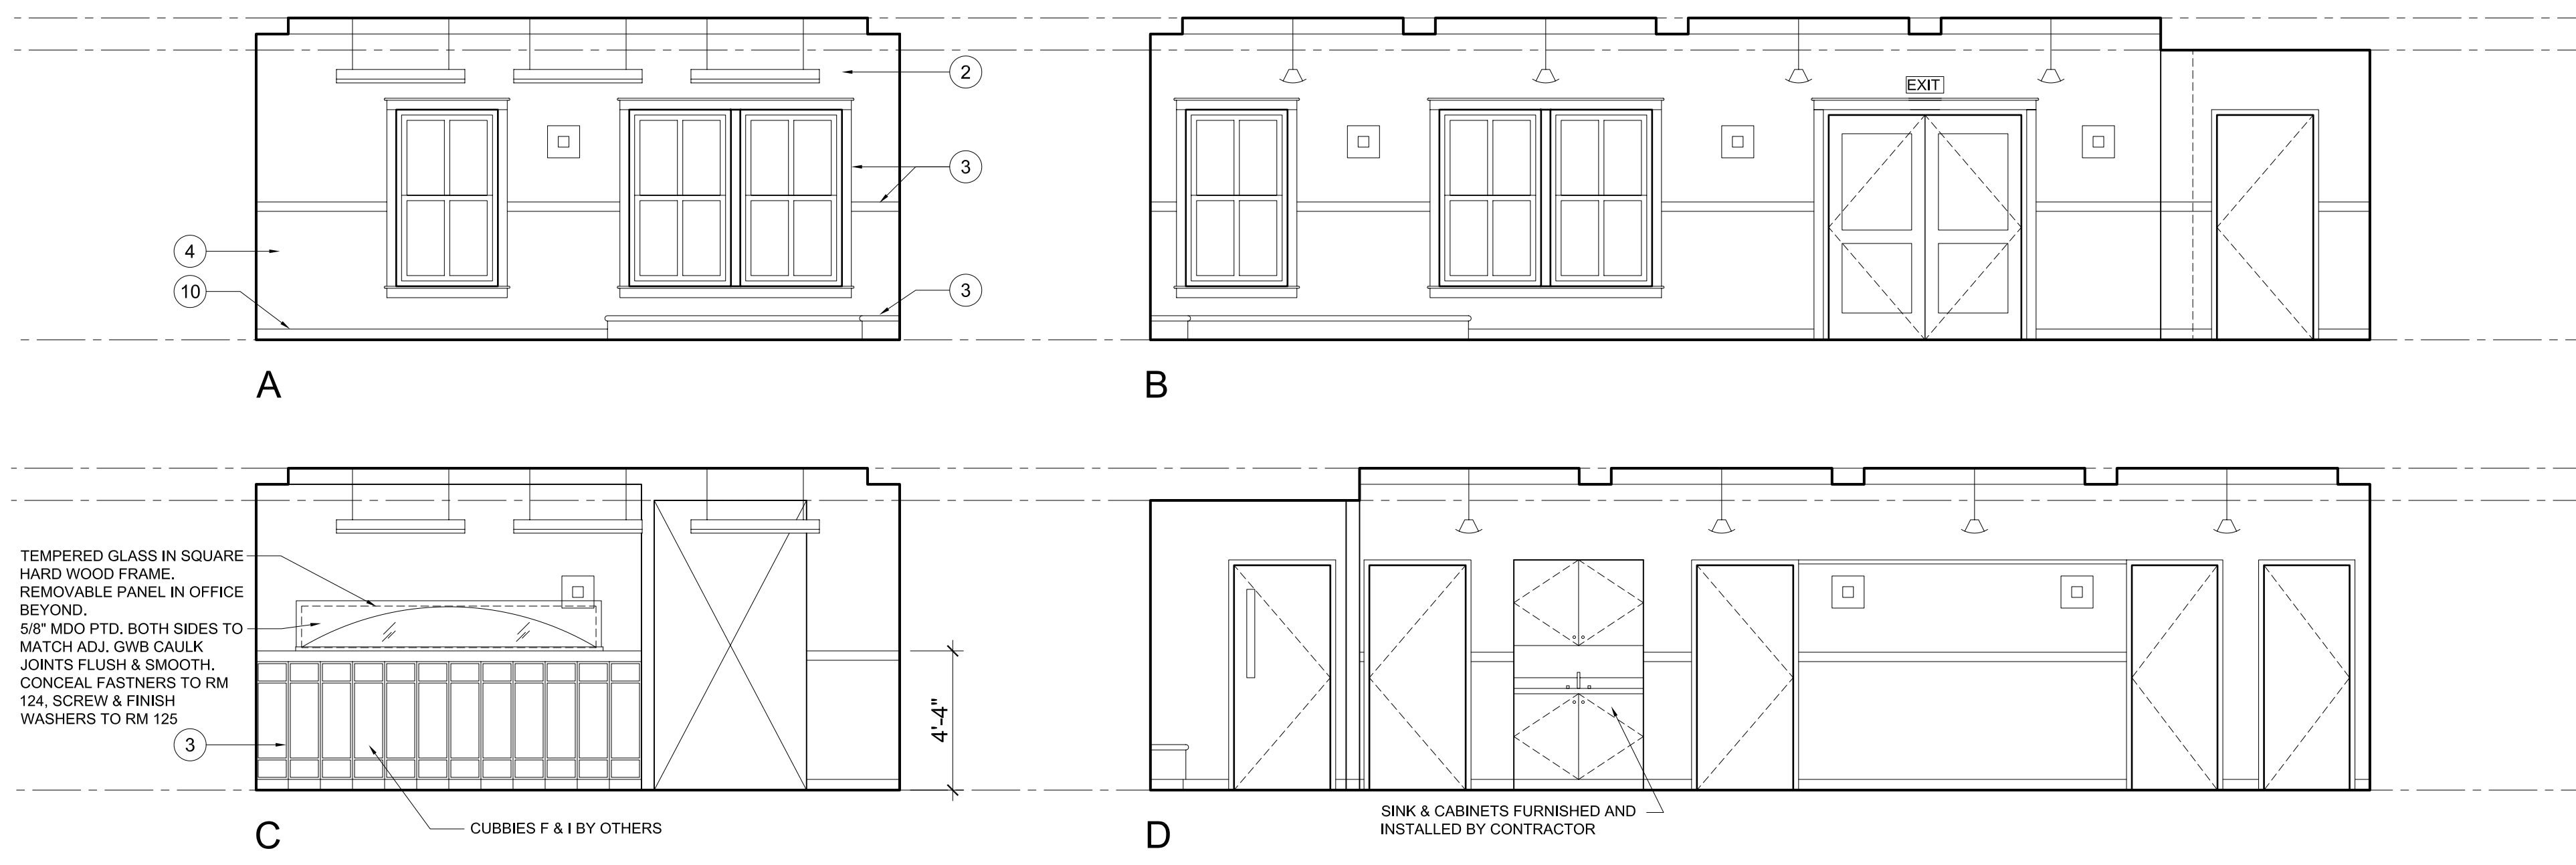 2
EXIT
3
4
10
3
A
B
TEMPERED GLASS IN SQUARE
HARD WOOD FRAME.
REMOVABLE PANEL IN OFFICE
BEYOND.
5/8" MDO PTD. BOTH SIDES TO
MATCH ADJ. GWB CAULK
JOINTS FLUSH & SMOOTH.
CONCEAL FASTNERS TO RM
124, SCREW & FINISH
WASHERS TO RM 125
3
4'-4"
CUBBIES F & I BY OTHERS
C
SINK & CABINETS FURNISHED AND
INSTALLED BY CONTRACTOR
D